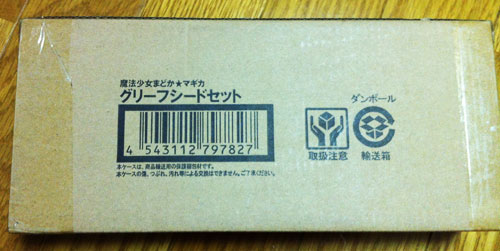 魔法少女まどか★マギカ
グリーフシードセット
4 543112 797827
本ケースは、商品輸送用の保護梱包材です。
本ケースの傷、つぶれ、汚れ等による交換はできません。ご了承ください。
取扱注意
ダンボール
輸送箱